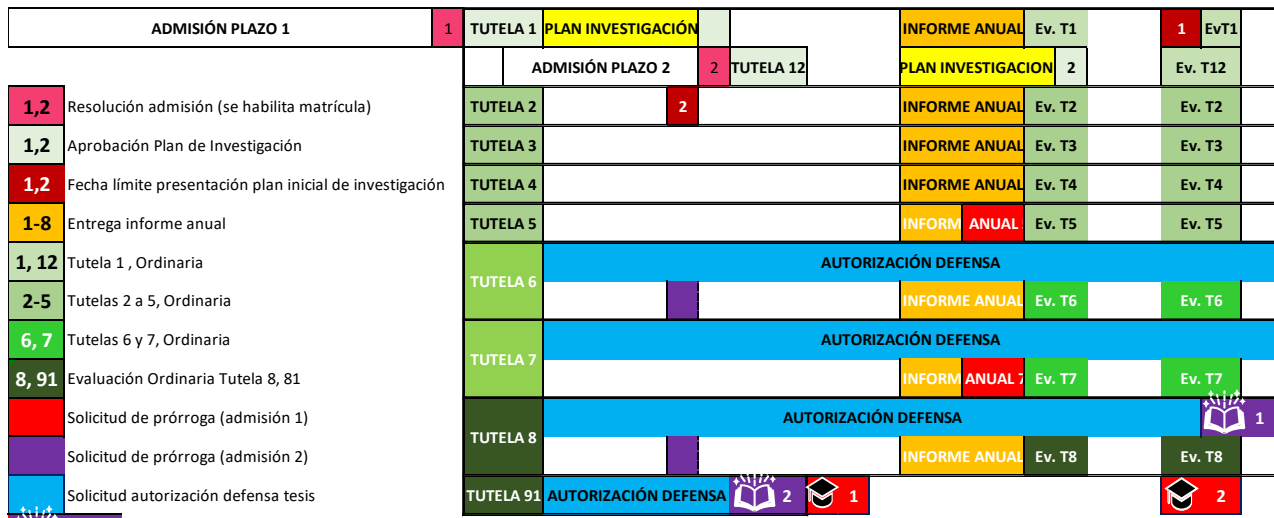 ADMISIÓN PLAZO 1 1 TUTELA 1 PLAN INVESTIGACIÓN INFORME ANUAL Ev. T1 1 EvT1
ADMISIÓN PLAZO 2 2 TUTELA 12 PLAN INVESTIGACION 2 Ev. T12
1,2 Resolución admisión (se habilita matrícula) TUTELA 2 2 INFORME ANUAL Ev. T2 Ev. T2
1,2 Aprobación Plan de Investigación TUTELA 3 INFORME ANUAL Ev. T3 Ev. T3
1,2 Fecha límite presentación plan inicial de investigación TUTELA 4 INFORME ANUAL Ev. T4 Ev. T4
1-8 Entrega informe anual TUTELA 5 INFORM ANUAL Ev. T5 Ev. T5
1, 12 Tutela 1 , Ordinaria TUTELA 6 AUTORIZACIÓN DEFENSA
2-5 Tutelas 2 a 5, Ordinaria INFORME ANUAL Ev. T6 Ev. T6
6, 7 Tutelas 6 y 7, Ordinaria TUTELA 7 AUTORIZACIÓN DEFENSA
8, 91 Evaluación Ordinaria Tutela 8, 81 INFORM ANUAL 7 Ev. T7 Ev. T7
Solicitud de prórroga (admisión 1) TUTELA 8 AUTORIZACIÓN DEFENSA 1
Solicitud de prórroga (admisión 2) INFORME ANUAL Ev. T8 Ev. T8
Solicitud autorización defensa tesis TUTELA 91 AUTORIZACIÓN DEFENSA 2 1 2